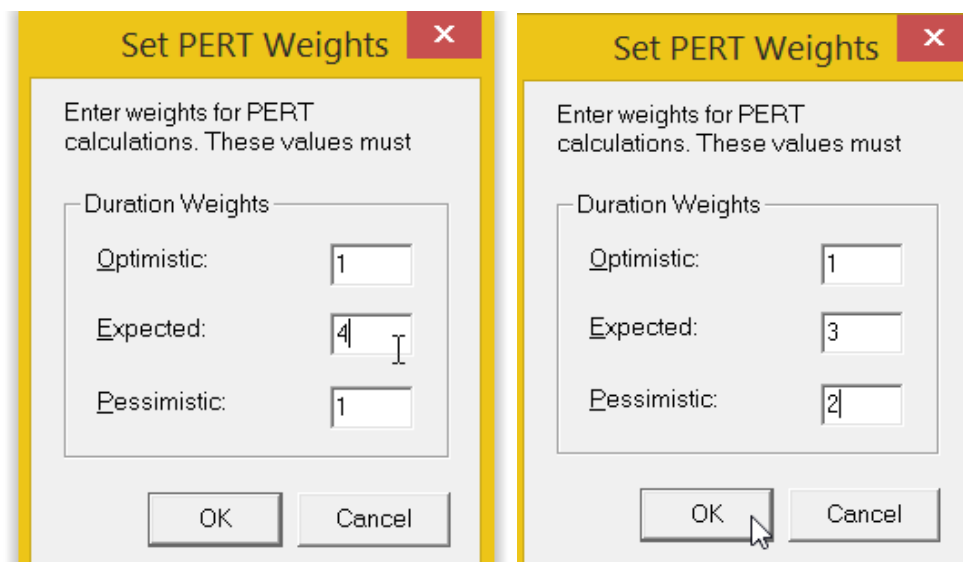 Set PERT Weights
×
Enter weights for PERT
calculations. These values must
Duration Weights
Optimistic: 1
Expected: 4
Pessimistic: 1
OK Cancel
Set PERT Weights
×
Enter weights for PERT
calculations. These values must
Duration Weights
Optimistic: 1
Expected: 3
Pessimistic: 2
OK Cancel